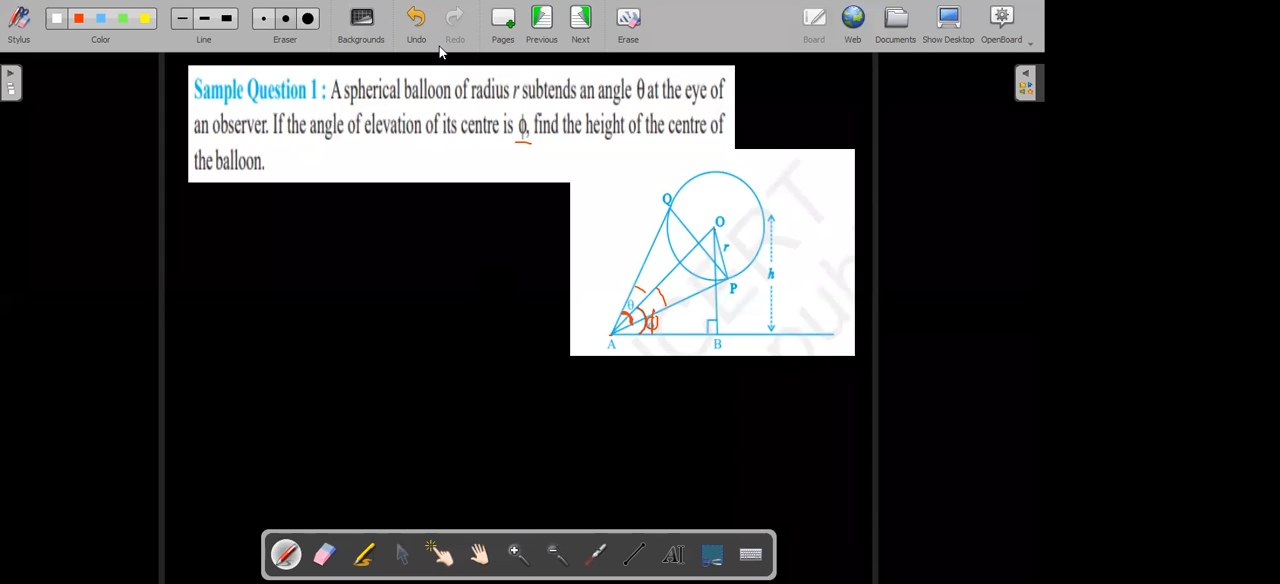 Stylus Color Line Eraser Backgrounds Undo Redo Pages Previous Next Erase Board Web Documents Show Desktop OpenBoard
Sample Question 1 : A spherical balloon of radius r subtends an angle θ at the eye of
an observer. If the angle of elevation of its centre is ϕ, find the height of the centre of
the balloon.
Q
O
r
h
P
θ
ϕ
A B
AI